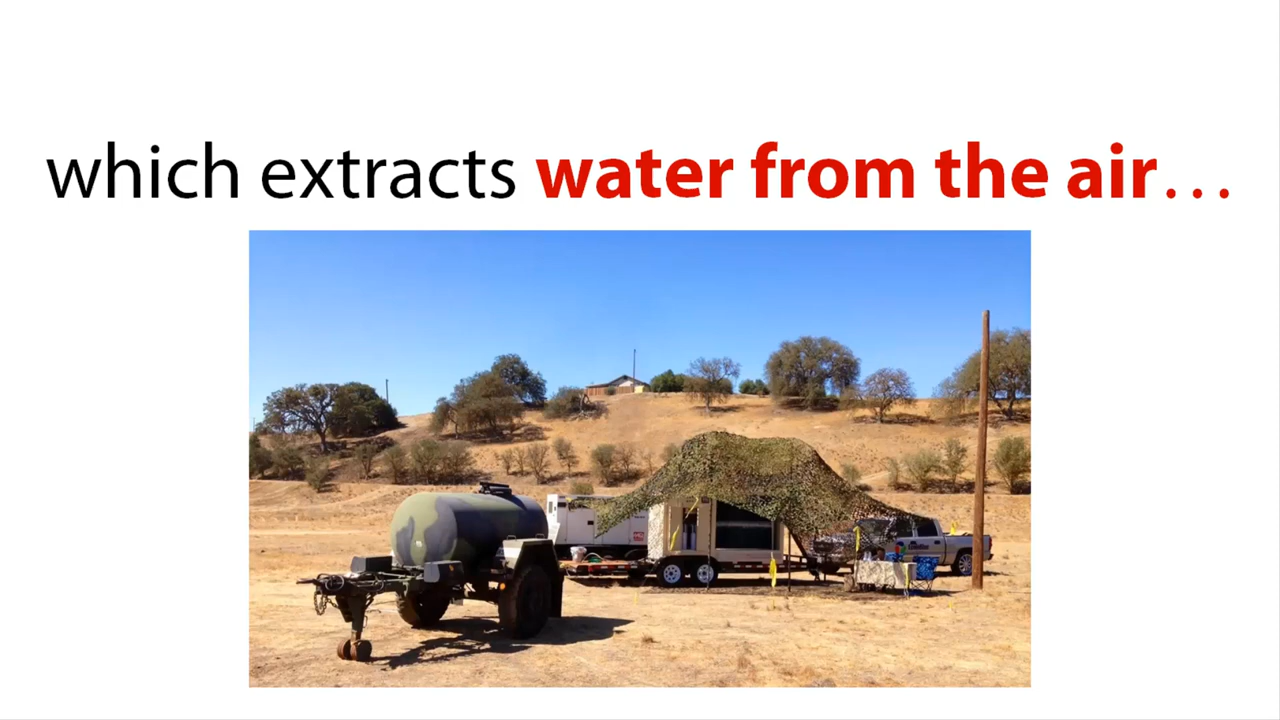 which extracts water from the air…